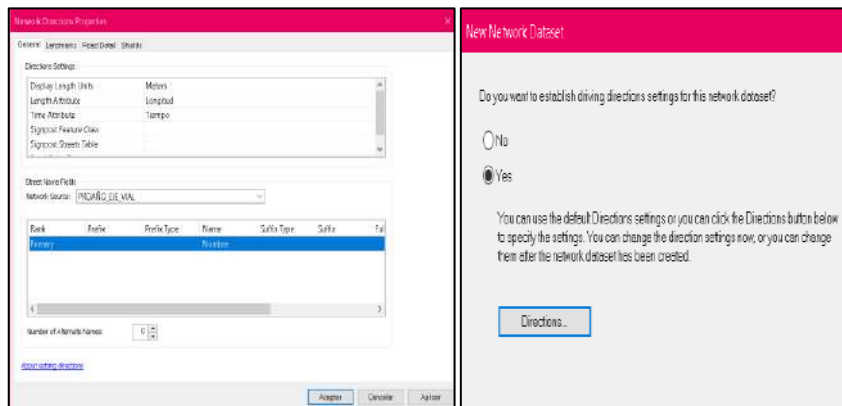 Network Directions Properties
General Landmarks Road Detail Shields
Directions Settings
Display Length Units Meters
Length Attribute Longitud
Time Attribute Tiempo
Signpost Feature Class
Signpost Streets Table
Street Name Fields
Network Source: PROAÑO_EJE_VIAL
Rank Prefix Prefix Type Name Suffix Type Suffix Ful
Primary Nombre
Number of Alternate Names: 0
About setting directions
Aceptar Cancelar Aplicar
New Network Dataset
Do you want to establish driving directions settings for this network dataset?
No
Yes
You can use the default Directions settings or you can click the Directions button below
to specify the settings. You can change the direction settings now, or you can change
them after the network dataset has been created.
Directions...